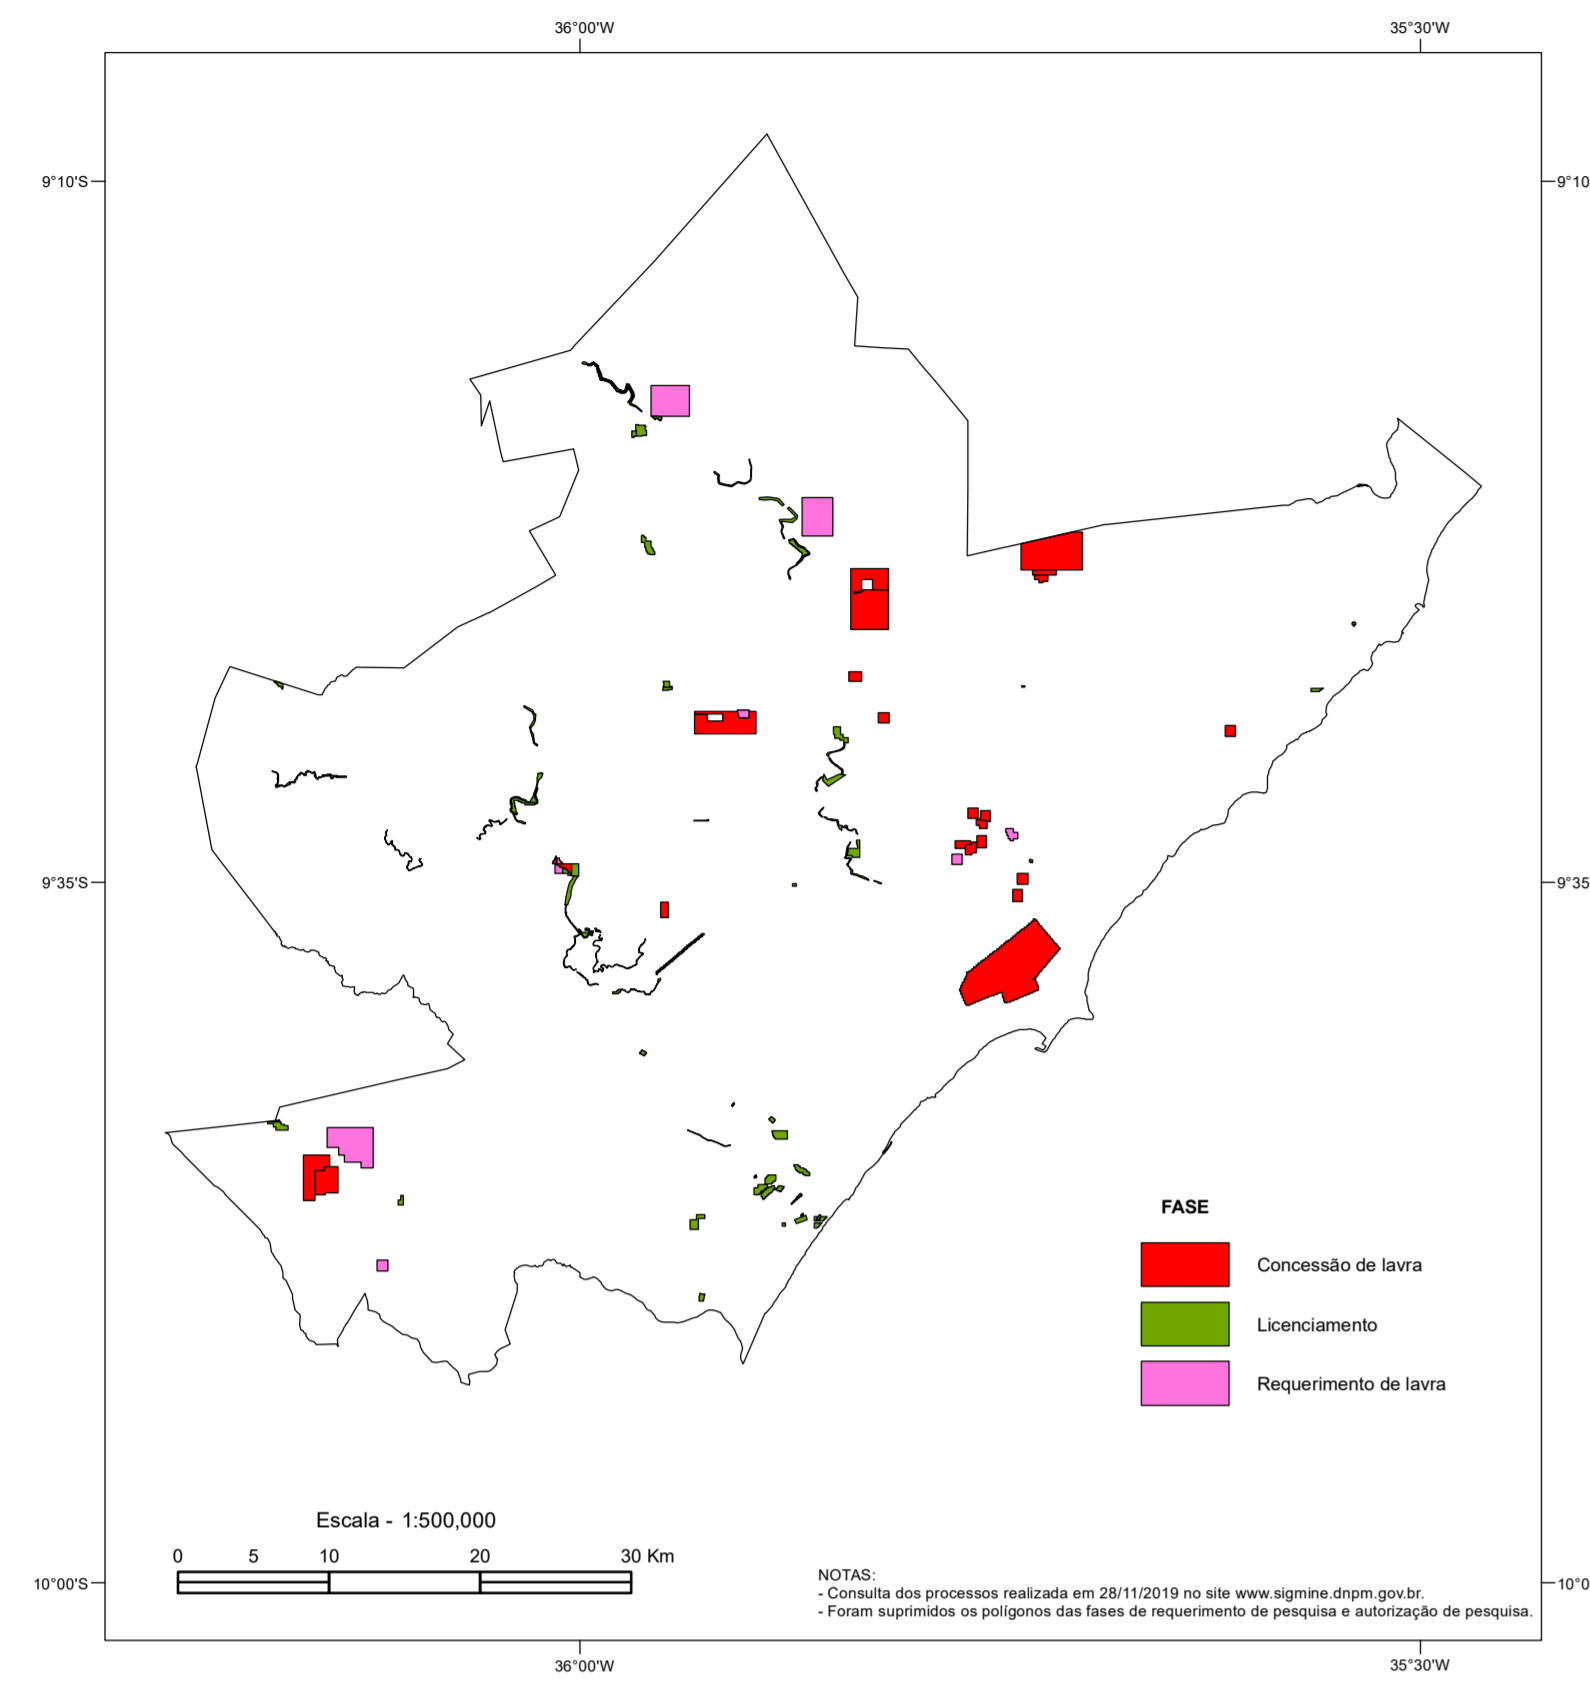 36°00'W 35°30'W
9°10'S 9°10
9°35'S 9°35
FASE
Concessão de lavra
Licenciamento
Requerimento de lavra
Escala - 1:500,000
0 5 10 20 30 Km
NOTAS:
- Consulta dos processos realizada em 28/11/2019 no site www.sigmine.dnpm.gov.br.
- Foram suprimidos os polígonos das fases de requerimento de pesquisa e autorização de pesquisa.
10°00'S 10°0
36°00'W 35°30'W